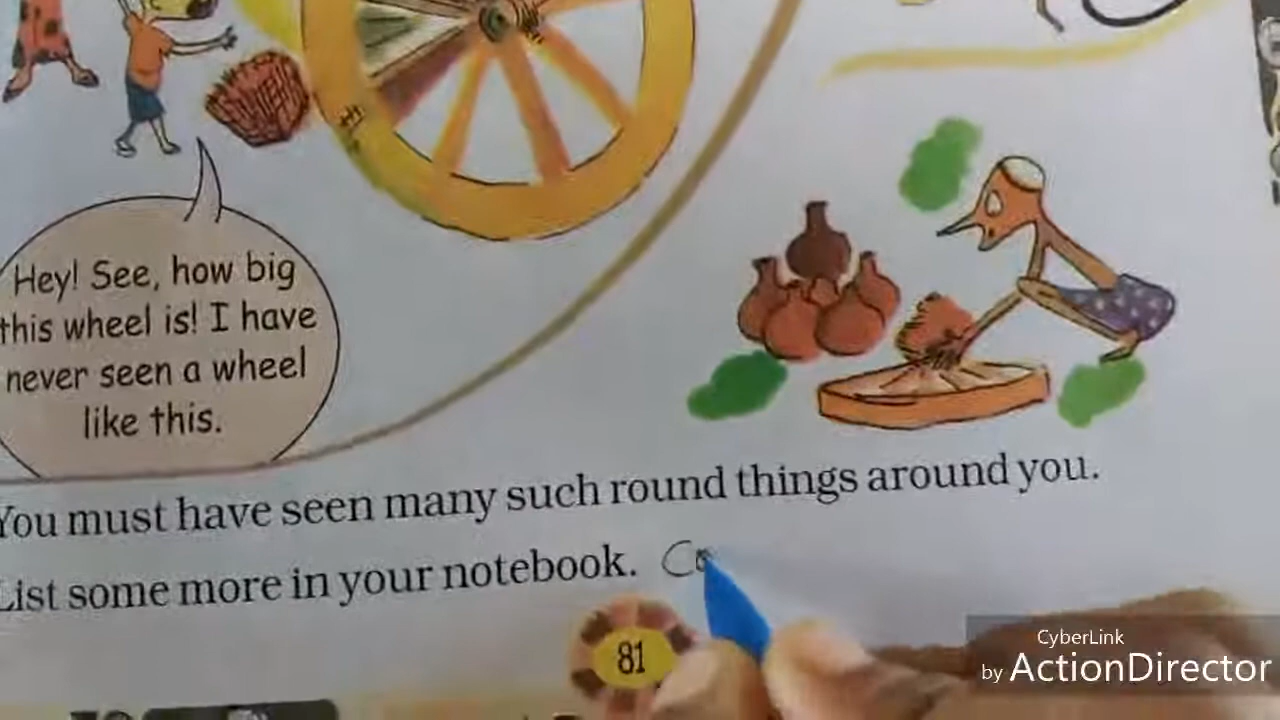 Hey! See, how big
this wheel is! I have
never seen a wheel
like this.
You must have seen many such round things around you.
List some more in your notebook. Co
81
CyberLink
by ActionDirector